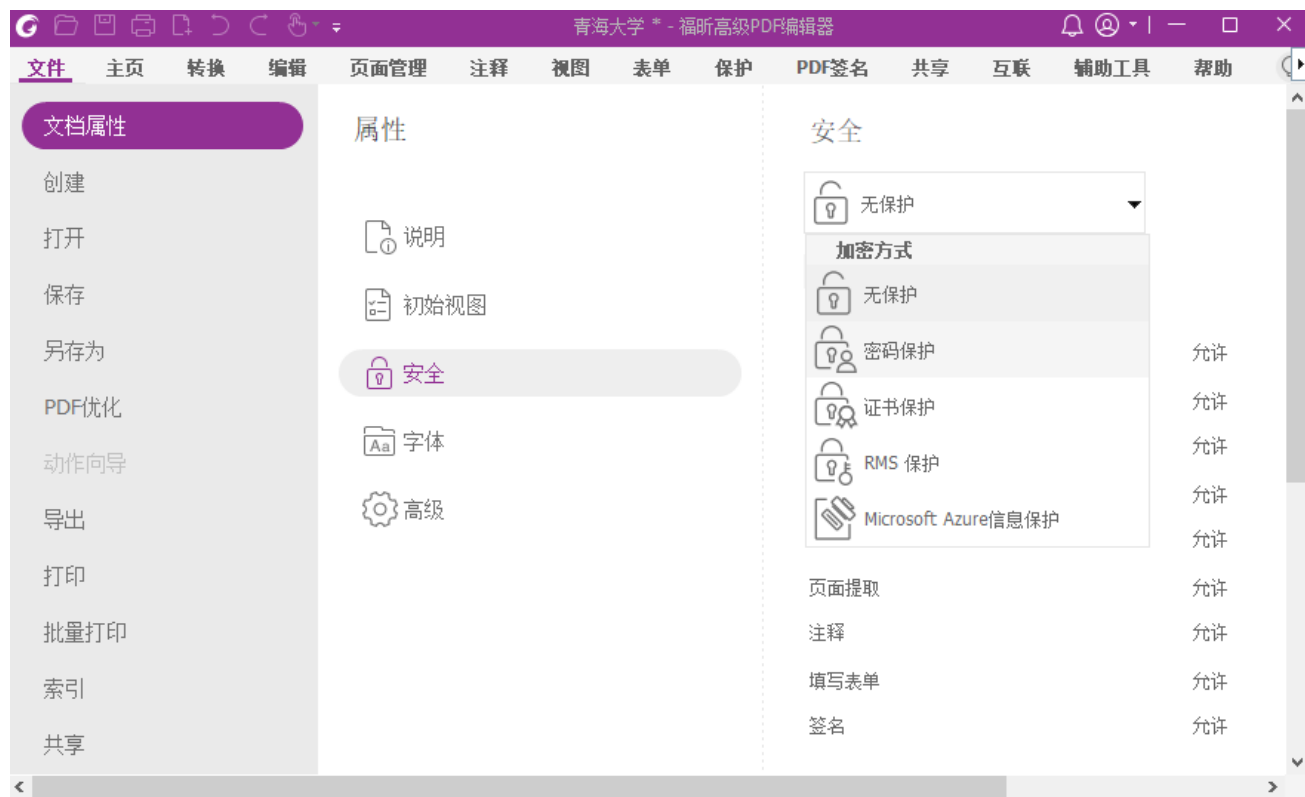 青海大学 * - 福昕高级PDF编辑器
文件 主页 转换 编辑 页面管理 注释 视图 表单 保护 PDF签名 共享 互联 辅助工具 帮助
文档属性
创建
打开
保存
另存为
PDF优化
动作向导
导出
打印
批量打印
索引
共享
属性
说明
初始视图
安全
Aa 字体
高级
安全
无保护
加密方式
无保护
密码保护
证书保护
RMS 保护
Microsoft Azure信息保护
允许
允许
允许
允许
允许
页面提取 允许
注释 允许
填写表单 允许
签名 允许